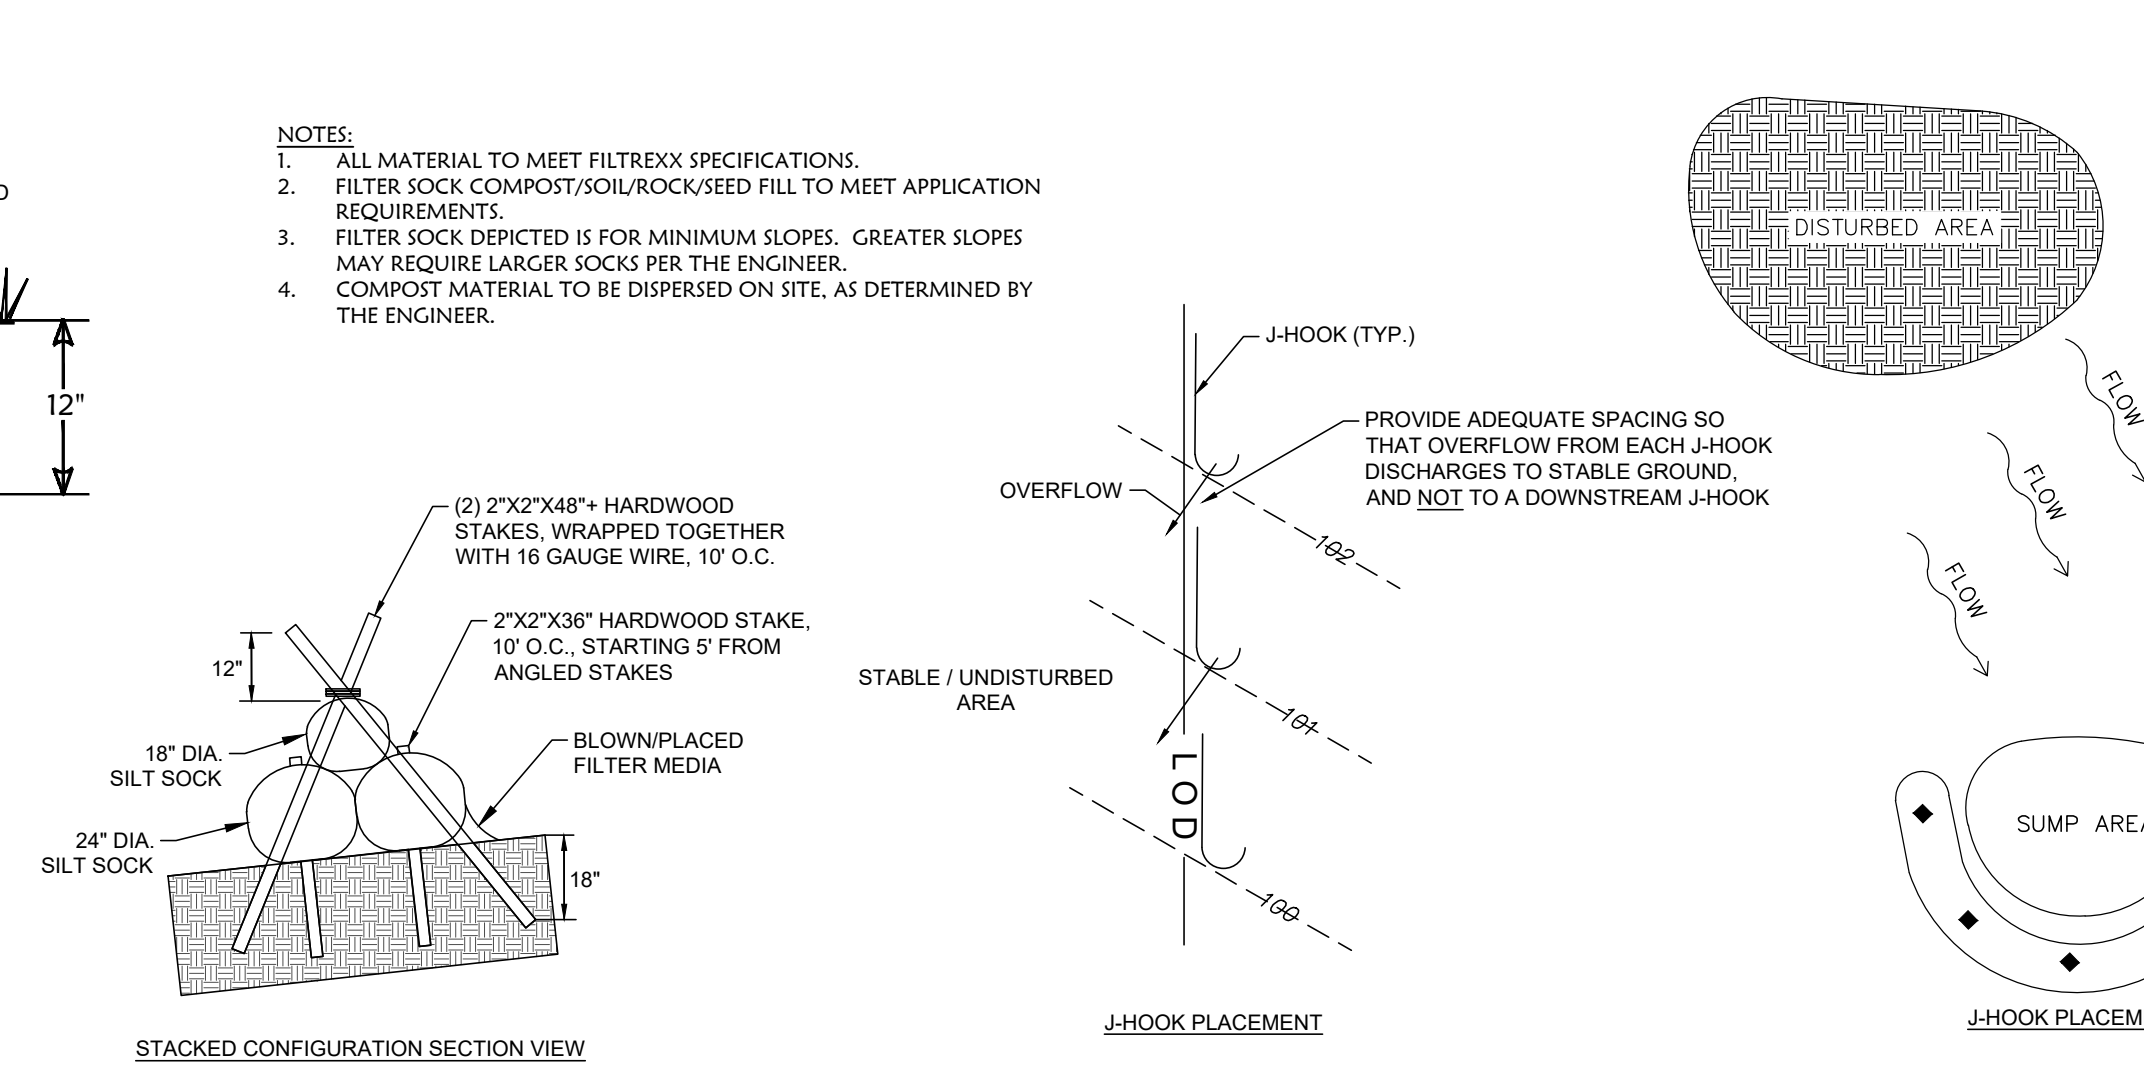 NOTES:
1. ALL MATERIAL TO MEET FILTREXX SPECIFICATIONS.
2. FILTER SOCK COMPOST/SOIL/ROCK/SEED FILL TO MEET APPLICATION
REQUIREMENTS.
3. FILTER SOCK DEPICTED IS FOR MINIMUM SLOPES. GREATER SLOPES
MAY REQUIRE LARGER SOCKS PER THE ENGINEER.
4. COMPOST MATERIAL TO BE DISPERSED ON SITE, AS DETERMINED BY
THE ENGINEER.
12"
(2) 2"X2"X48"+ HARDWOOD
STAKES, WRAPPED TOGETHER
WITH 16 GAUGE WIRE, 10' O.C.
2"X2"X36" HARDWOOD STAKE,
10' O.C., STARTING 5' FROM
ANGLED STAKES
12"
18" DIA.
SILT SOCK
BLOWN/PLACED
FILTER MEDIA
24" DIA.
SILT SOCK
18"
STACKED CONFIGURATION SECTION VIEW
J-HOOK (TYP.)
PROVIDE ADEQUATE SPACING SO
THAT OVERFLOW FROM EACH J-HOOK
DISCHARGES TO STABLE GROUND,
AND NOT TO A DOWNSTREAM J-HOOK
OVERFLOW
102
STABLE / UNDISTURBED
AREA
101
LOD
100
J-HOOK PLACEMENT
DISTURBED AREA
FLOW
FLOW
FLOW
SUMP AREA
J-HOOK PLACEM